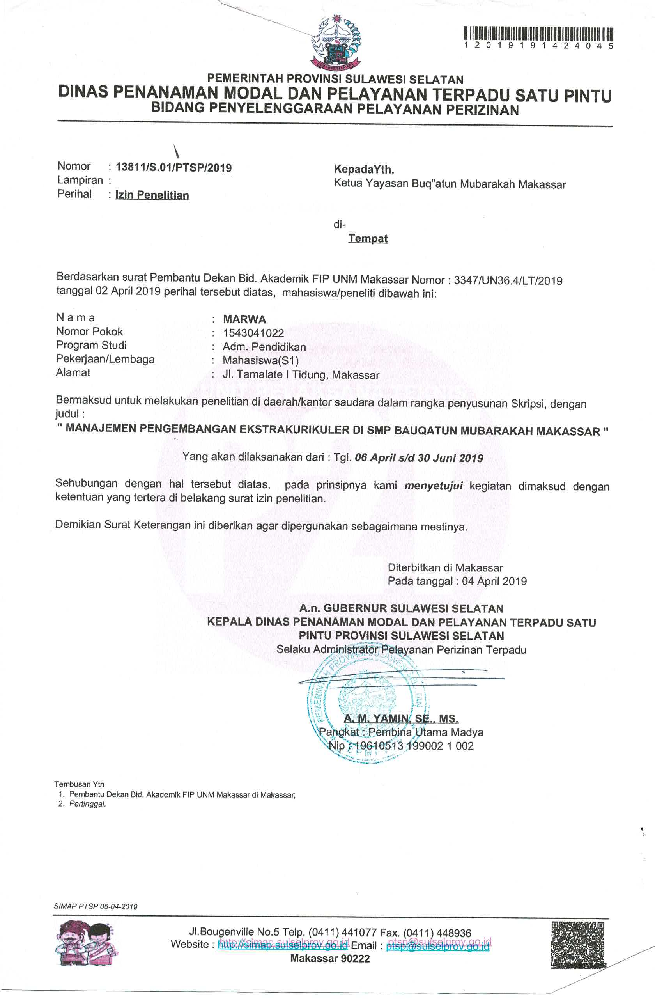 1 2 0 1 9 1 9 1 4 2 4 0 4 5
PEMERINTAH PROVINSI SULAWESI SELATAN
DINAS PENANAMAN MODAL DAN PELAYANAN TERPADU SATU PINTU
BIDANG PENYELENGGARAAN PELAYANAN PERIZINAN
Nomor : 13811/S.01/PTSP/2019
Lampiran :
Perihal : Izin Penelitian
KepadaYth.
Ketua Yayasan Buq"atun Mubarakah Makassar
di-
Tempat
Berdasarkan surat Pembantu Dekan Bid. Akademik FIP UNM Makassar Nomor : 3347/UN36.4/LT/2019
tanggal 02 April 2019 perihal tersebut diatas, mahasiswa/peneliti dibawah ini:
N a m a : MARWA
Nomor Pokok : 1543041022
Program Studi : Adm. Pendidikan
Pekerjaan/Lembaga : Mahasiswa(S1)
Alamat : Jl. Tamalate I Tidung, Makassar
Bermaksud untuk melakukan penelitian di daerah/kantor saudara dalam rangka penyusunan Skripsi, dengan
judul :
" MANAJEMEN PENGEMBANGAN EKSTRAKURIKULER DI SMP BAUQATUN MUBARAKAH MAKASSAR "
Yang akan dilaksanakan dari : Tgl. 06 April s/d 30 Juni 2019
Sehubungan dengan hal tersebut diatas, pada prinsipnya kami menyetujui kegiatan dimaksud dengan
ketentuan yang tertera di belakang surat izin penelitian.
Demikian Surat Keterangan ini diberikan agar dipergunakan sebagaimana mestinya.
Diterbitkan di Makassar
Pada tanggal : 04 April 2019
A.n. GUBERNUR SULAWESI SELATAN
KEPALA DINAS PENANAMAN MODAL DAN PELAYANAN TERPADU SATU
PINTU PROVINSI SULAWESI SELATAN
Selaku Administrator Pelayanan Perizinan Terpadu
PEMERINTAH PROVINSI SULAWESI SELATAN
A. M. YAMIN, SE., MS.
Pangkat : Pembina Utama Madya
Nip : 19610513 199002 1 002
Tembusan Yth
1. Pembantu Dekan Bid. Akademik FIP UNM Makassar di Makassar;
2. Pertinggal.
SIMAP PTSP 05-04-2019
Jl.Bougenville No.5 Telp. (0411) 441077 Fax. (0411) 448936
Website : http://simap.sulselprov.go.id Email : ptsp@sulselprov.go.id
Makassar 90222